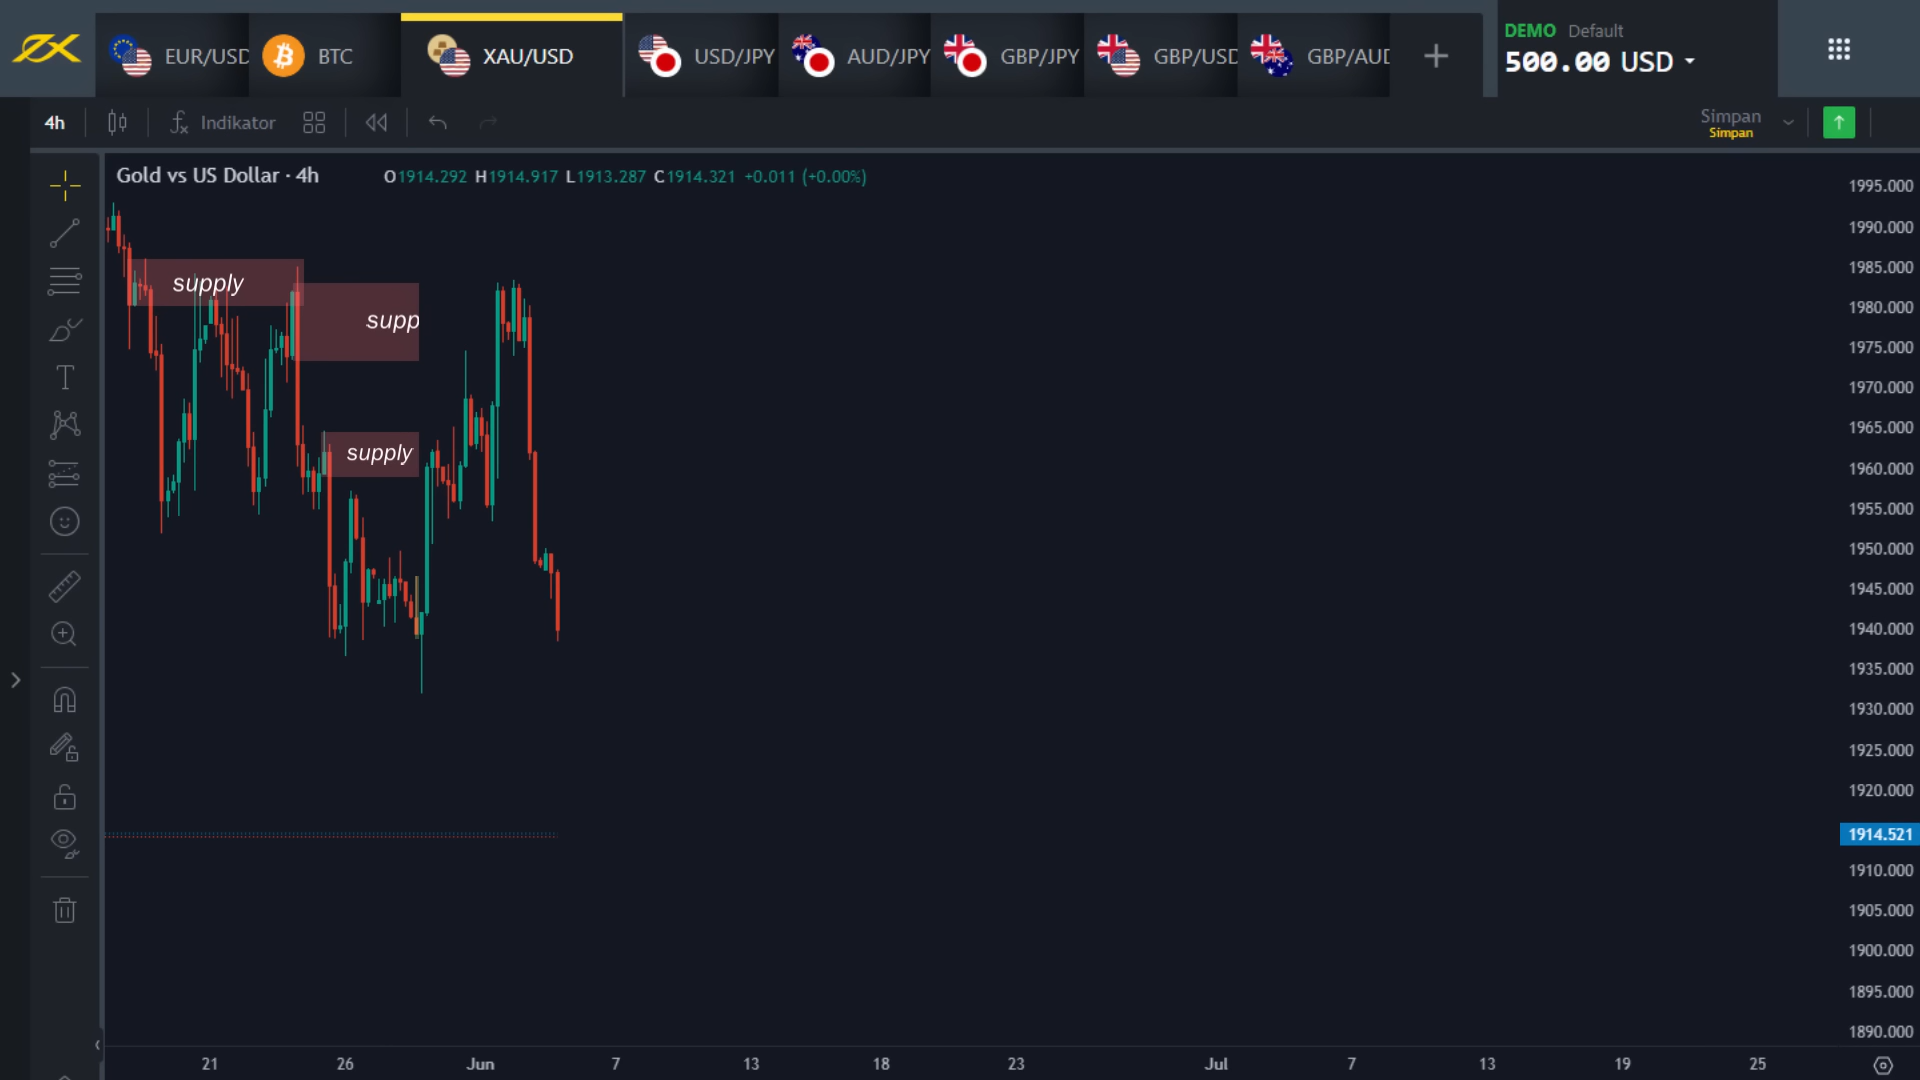 EUR/USD
BTC
XAU/USD
USD/JPY
AUD/JPY
GBP/JPY
GBP/USD
GBP/AUD
DEMO Default
500.00 USD
4h
Indikator
Simpan
Simpan
Gold vs US Dollar · 4h
O1914.292 H1914.917 L1913.287 C1914.321 +0.011 (+0.00%)
supply
supp
supply
1995.000
1990.000
1985.000
1980.000
1975.000
1970.000
1965.000
1960.000
1955.000
1950.000
1945.000
1940.000
1935.000
1930.000
1925.000
1920.000
1914.521
1910.000
1905.000
1900.000
1895.000
1890.000
21 26 Jun 7 13 18 23 Jul 7 13 19 25